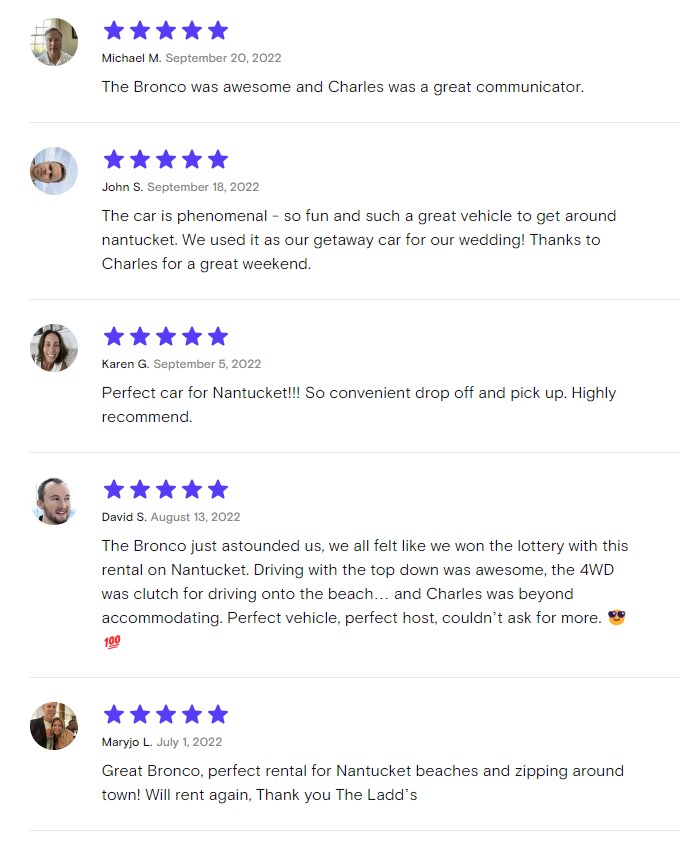 Michael M. September 20, 2022
The Bronco was awesome and Charles was a great communicator.
John S. September 18, 2022
The car is phenomenal - so fun and such a great vehicle to get around
nantucket. We used it as our getaway car for our wedding! Thanks to
Charles for a great weekend.
Karen G. September 5, 2022
Perfect car for Nantucket!!! So convenient drop off and pick up. Highly
recommend.
David S. August 13, 2022
The Bronco just astounded us, we all felt like we won the lottery with this
rental on Nantucket. Driving with the top down was awesome, the 4WD
was clutch for driving onto the beach... and Charles was beyond
accommodating. Perfect vehicle, perfect host, couldn't ask for more. 😎
💯
Maryjo L. July 1, 2022
Great Bronco, perfect rental for Nantucket beaches and zipping around
town! Will rent again, Thank you The Ladd's